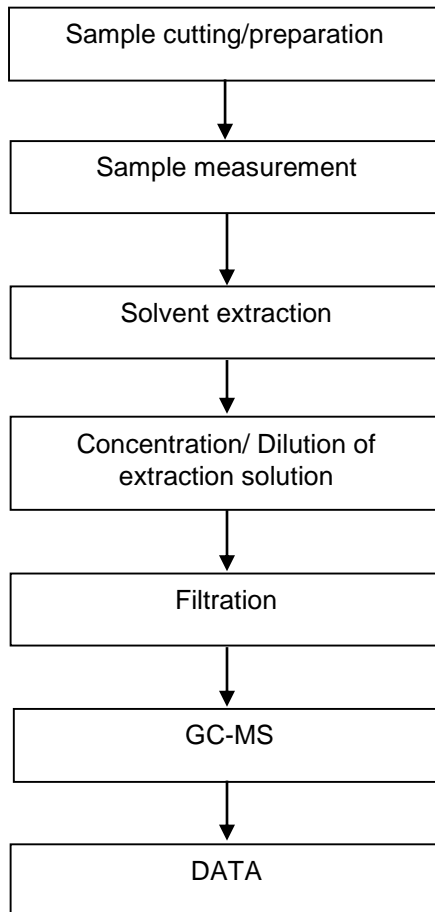 Sample cutting/preparation
Sample measurement
Solvent extraction
Concentration/ Dilution of
extraction solution
Filtration
GC-MS
DATA